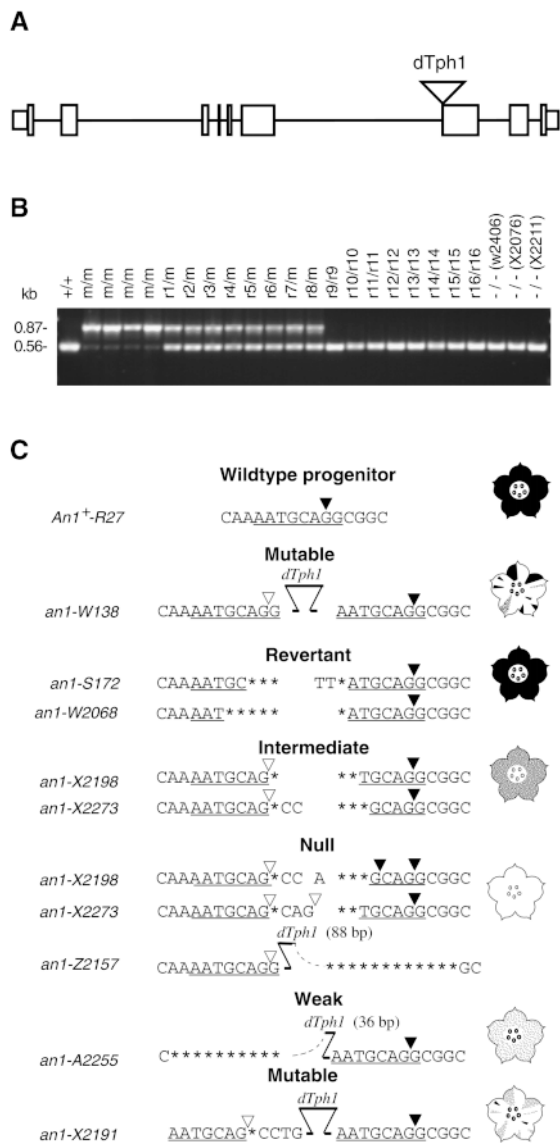 A
dTph1
B
kb
+/+ m/m m/m m/m m/m r1/m r2/m r3/m r4/m r5/m r6/m r7/m r8/m r9/r9 r10/r10 r11/r11 r12/r12 r13/r13 r14/r14 r15/r15 r16/r16 - / - (w2406) - / - (X2076) - / - (X2211)
0.87-
0.56-
C
Wildtype progenitor
An1+-R27 CAAAATGCAGGCGGC
Mutable
dTph1
an1-W138 CAAAATGCAGG AATGCAGGCGGC
Revertant
an1-S172 CAAAATGC*** TT*ATGCAGGCGGC
an1-W2068 CAAAAT***** *ATGCAGGCGGC
Intermediate
an1-X2198 CAAAATGCAG* **TGCAGGCGGC
an1-X2273 CAAAATGCAG*CC ***GCAGGCGGC
Null
an1-X2198 CAAAATGCAG*CC A ***GCAGGCGGC
an1-X2273 CAAAATGCAG*CAG **TGCAGGCGGC
dTph1 (88 bp)
an1-Z2157 CAAAATGCAGG ************GC
Weak
dTph1 (36 bp)
an1-A2255 C********** AATGCAGGCGGC
Mutable
dTph1
an1-X2191 AATGCAG*CCTG AATGCAGGCGGC